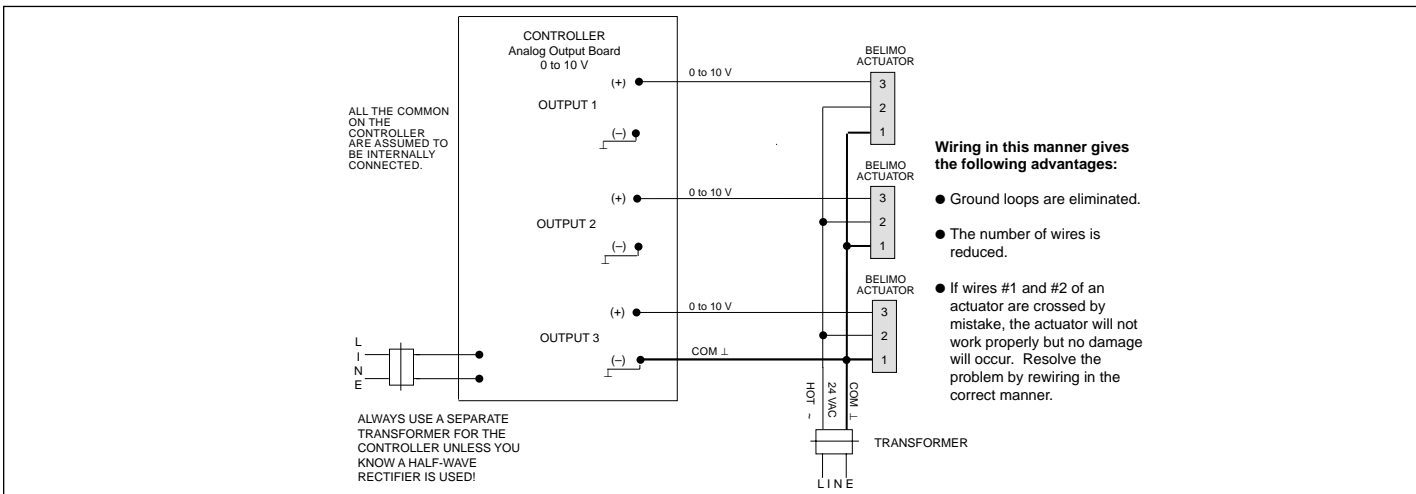 CONTROLLER
Analog Output Board
0 to 10 V
BELIMO
ACTUATOR
(+)
0 to 10 V
3
OUTPUT 1
2
(–)
1
ALL THE COMMON
ON THE
CONTROLLER
ARE ASSUMED TO
BE INTERNALLY
CONNECTED.
Wiring in this manner gives
the following advantages:
● Ground loops are eliminated.
● The number of wires is
reduced.
● If wires #1 and #2 of an
actuator are crossed by
mistake, the actuator will not
work properly but no damage
will occur. Resolve the
problem by rewiring in the
correct manner.
BELIMO
ACTUATOR
(+)
0 to 10 V
3
OUTPUT 2
2
(–)
1
BELIMO
ACTUATOR
(+)
0 to 10 V
3
OUTPUT 3
2
(–)
COM ⊥
1
LINE
HOT ~
24 VAC
COM ⊥
ALWAYS USE A SEPARATE
TRANSFORMER FOR THE
CONTROLLER UNLESS YOU
KNOW A HALF-WAVE
RECTIFIER IS USED!
TRANSFORMER
LINE